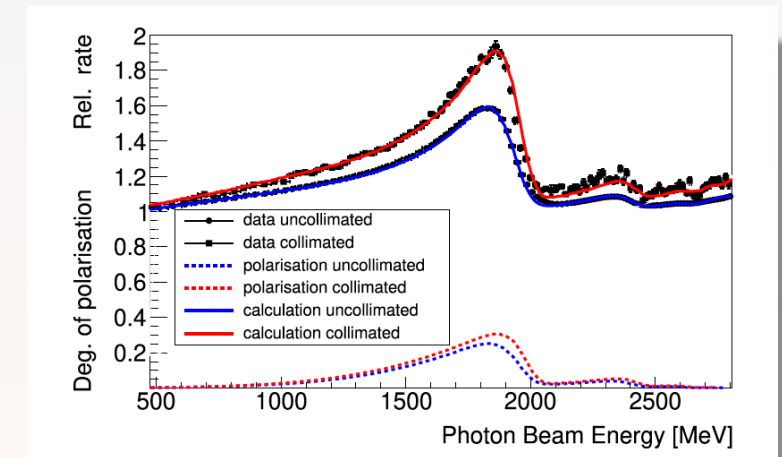 Rel. rate
Deg. of polarisation
2
1.8
1.6
1.4
1.2
1
0.8
0.6
0.4
0.2
data uncollimated
data collimated
polarisation uncollimated
polarisation collimated
calculation uncollimated
calculation collimated
500 1000 1500 2000 2500
Photon Beam Energy [MeV]